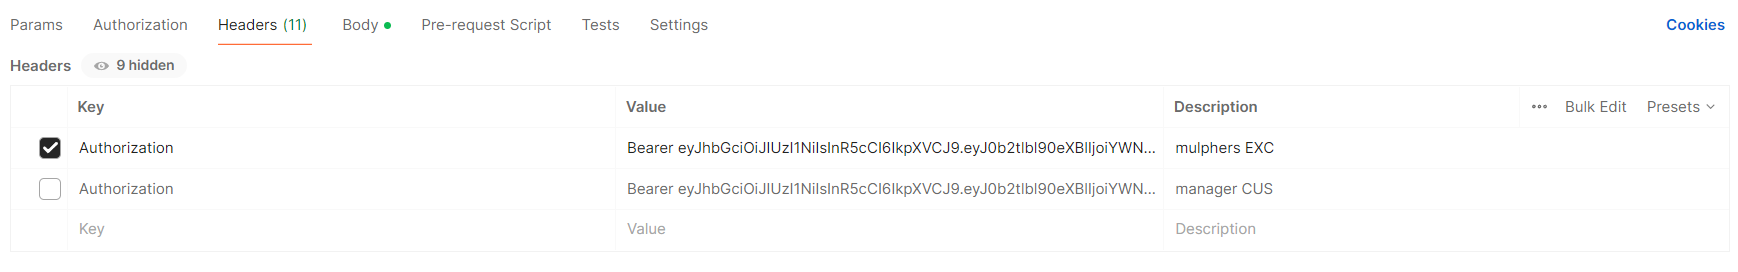 Params Authorization Headers (11) Body Pre-request Script Tests Settings Cookies
Headers 9 hidden
Key Value Description ••• Bulk Edit Presets
Authorization Bearer eyJhbGciOiJIUzI1NiIsInR5cCI6IkpXVCJ9.eyJ0b2tlbl90eXBlIjoiYWN... mulphers EXC
Authorization Bearer eyJhbGciOiJIUzI1NiIsInR5cCI6IkpXVCJ9.eyJ0b2tlbl90eXBlIjoiYWN... manager CUS
Key Value Description